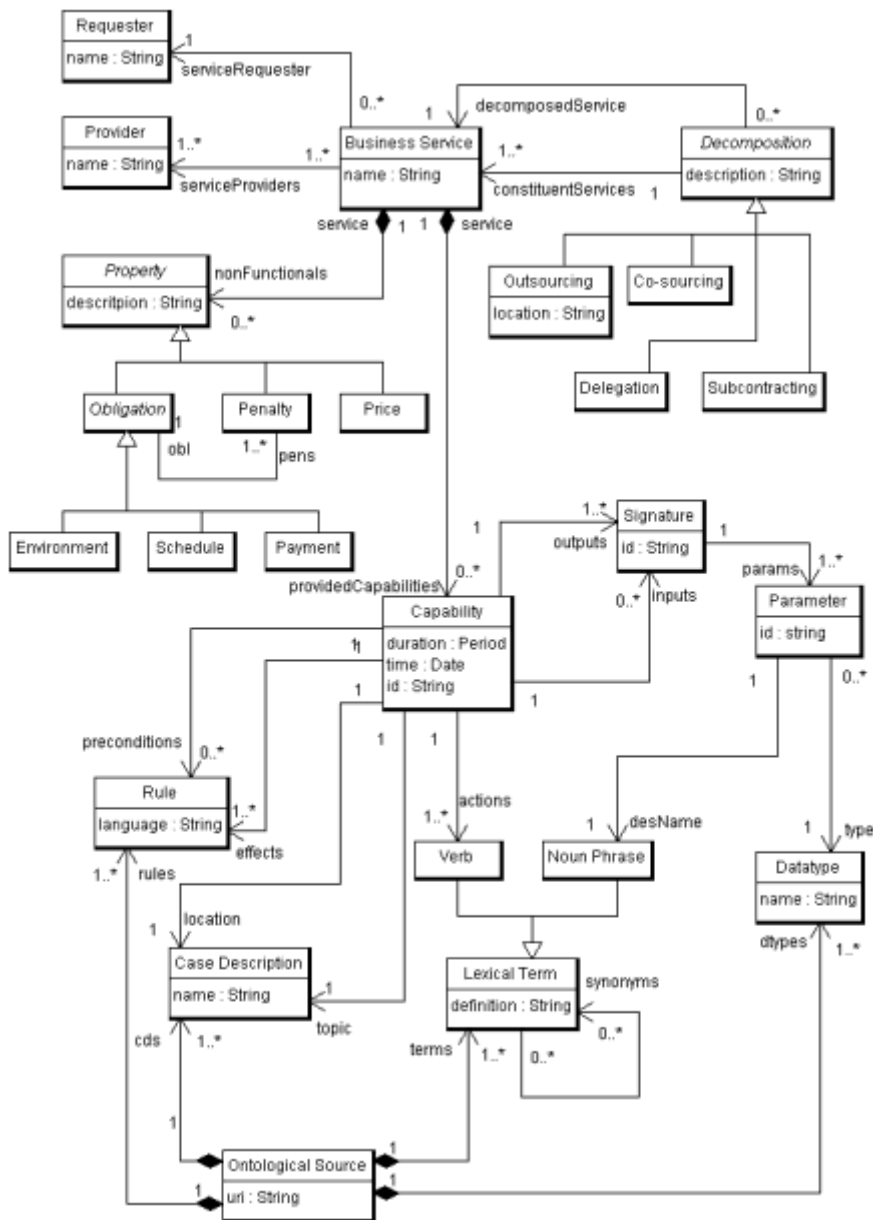 Requester
name : String
1
serviceRequester
0..*
Provider
name : String
1..*
serviceProviders
1..*
Business Service
name : String
1
decomposedService
0..*
1..*
constituentServices
1
Decomposition
description : String
service
1
1
service
Property
descritpion : String
nonFunctionals
0..*
Outsourcing
location : String
Co-sourcing
Delegation
Subcontracting
Obligation
1
obl
Penalty
1..*
pens
Price
Environment
Schedule
Payment
providedCapabilities
0..*
Capability
duration : Period
time : Date
id : String
1
1..*
outputs
Signature
id : String
1
0..*
inputs
1
1..*
params
Parameter
id : string
1
0..*
1
1
1
1
1
preconditions
0..*
Rule
language : String
1..*
effects
1..*
rules
actions
1..*
Verb
1
desName
Noun Phrase
1
type
Datatype
name : String
dtypes
1..*
location
1
Case Description
name : String
1
topic
cds
1..*
Lexical Term
definition : String
synonyms
0..*
0..*
terms
1..*
1
1
Ontological Source
uri : String
1
1